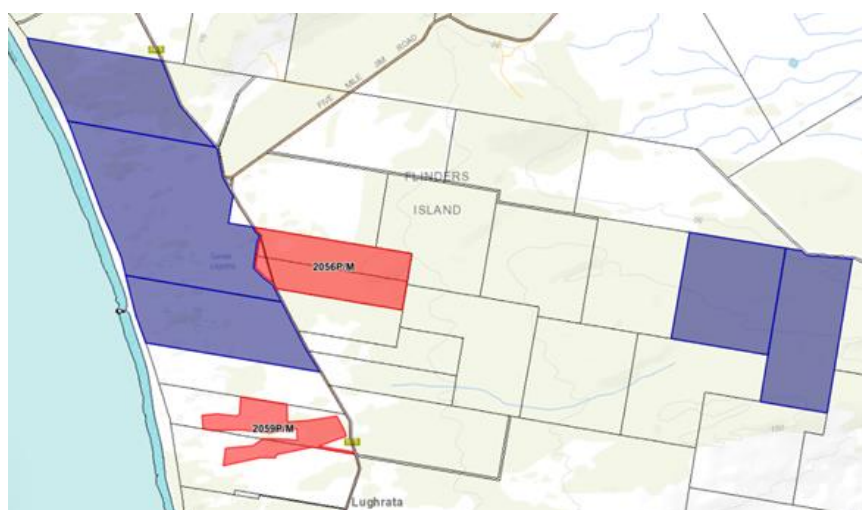 FIVE MILE JIM ROAD
FLINDERS
ISLAND
2056P/M
2059P/M
Lughrata